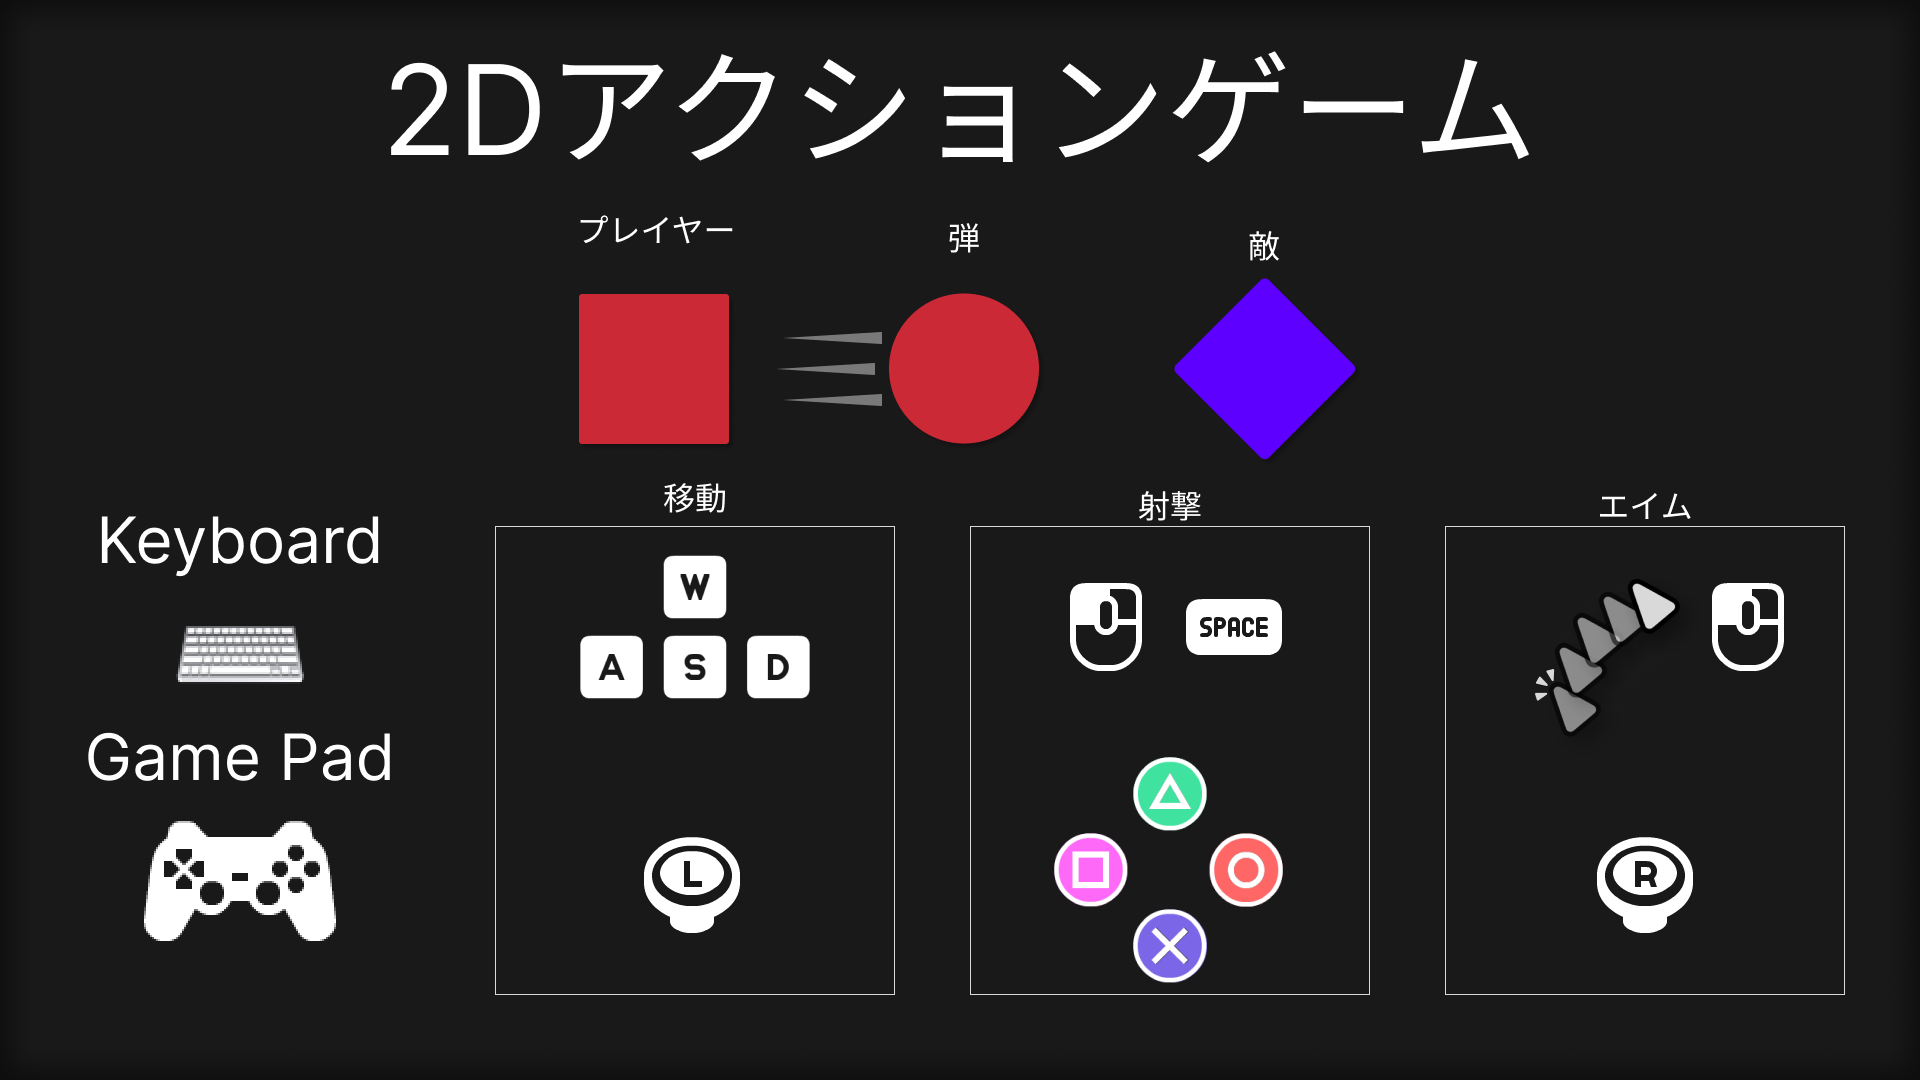 2Dアクションゲーム
プレイヤー
弾
敵
移動
射撃
エイム
Keyboard
W
A S D
SPACE
Game Pad
L
R